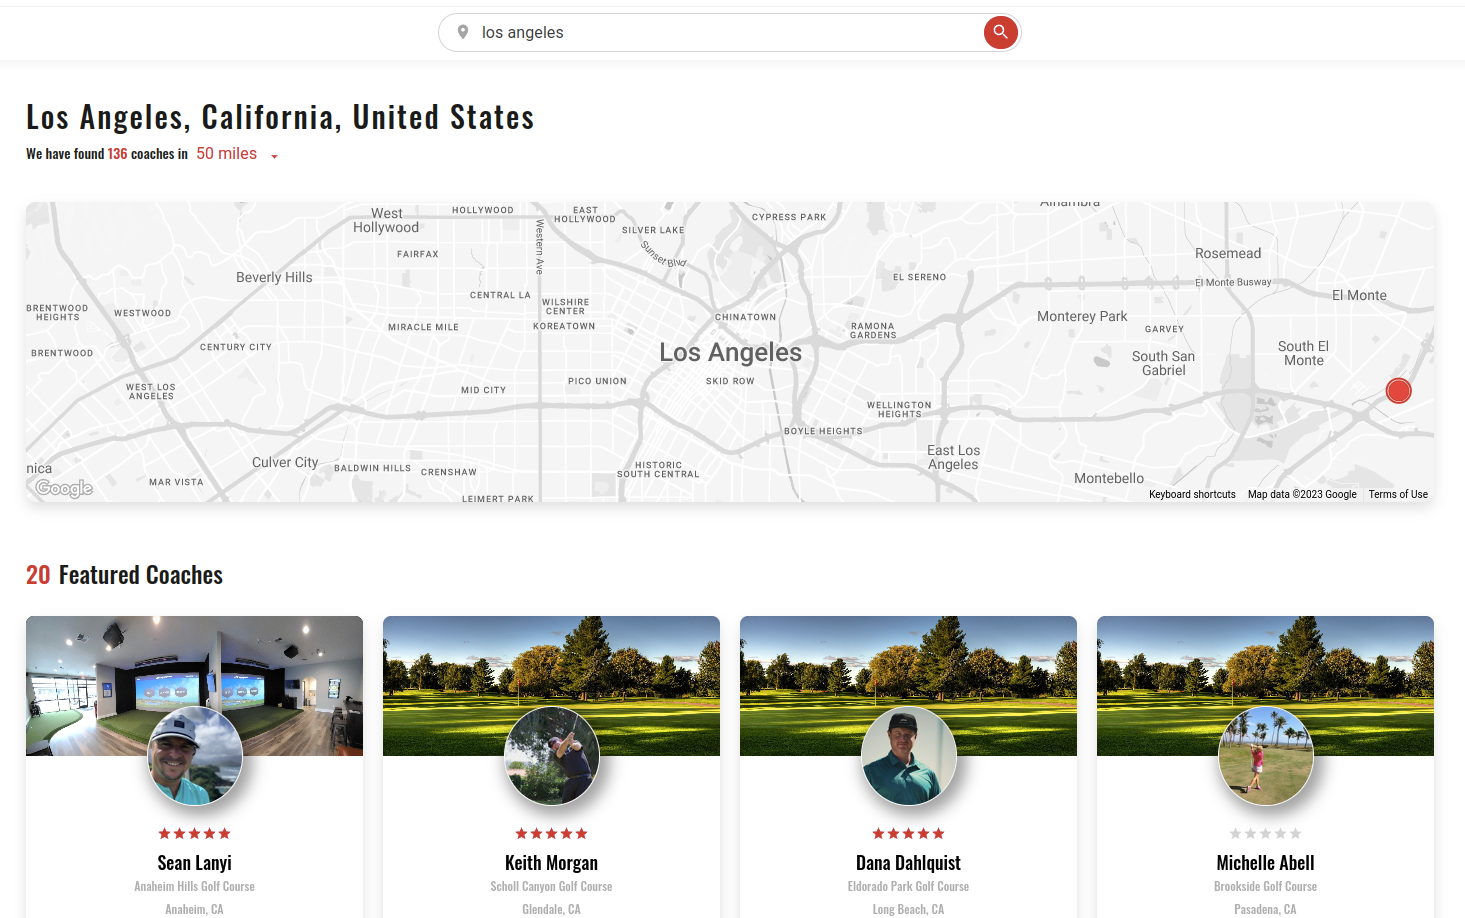 los angeles
Los Angeles, California, United States
We have found 136 coaches in 50 miles
Alhambra
West
Hollywood
HOLLYWOOD
EAST
HOLLYWOOD
SILVER LAKE
CYPRESS PARK
Western Ave
Sunset Blvd
FAIRFAX
Rosemead
Beverly Hills
EL SERENO
El Monte Busway
CENTRAL LA
WILSHIRE
CENTER
El Monte
BRENTWOOD
HEIGHTS
WESTWOOD
CHINATOWN
Monterey Park
MIRACLE MILE
KOREATOWN
RAMONA
GARDENS
GARVEY
BRENTWOOD
CENTURY CITY
Los Angeles
South San
Gabriel
South El
Monte
WEST LOS
ANGELES
MID CITY
PICO UNION
SKID ROW
WELLINGTON
HEIGHTS
BOYLE HEIGHTS
East Los
Angeles
nica
Culver City
BALDWIN HILLS
CRENSHAW
HISTORIC
SOUTH CENTRAL
Montebello
MAR VISTA
LEIMERT PARK
Google
Keyboard shortcuts
Map data ©2023 Google
Terms of Use
20 Featured Coaches
Sean Lanyi
Anaheim Hills Golf Course
Anaheim, CA
Keith Morgan
Scholl Canyon Golf Course
Glendale, CA
Dana Dahlquist
Eldorado Park Golf Course
Long Beach, CA
Michelle Abell
Brookside Golf Course
Pasadena, CA